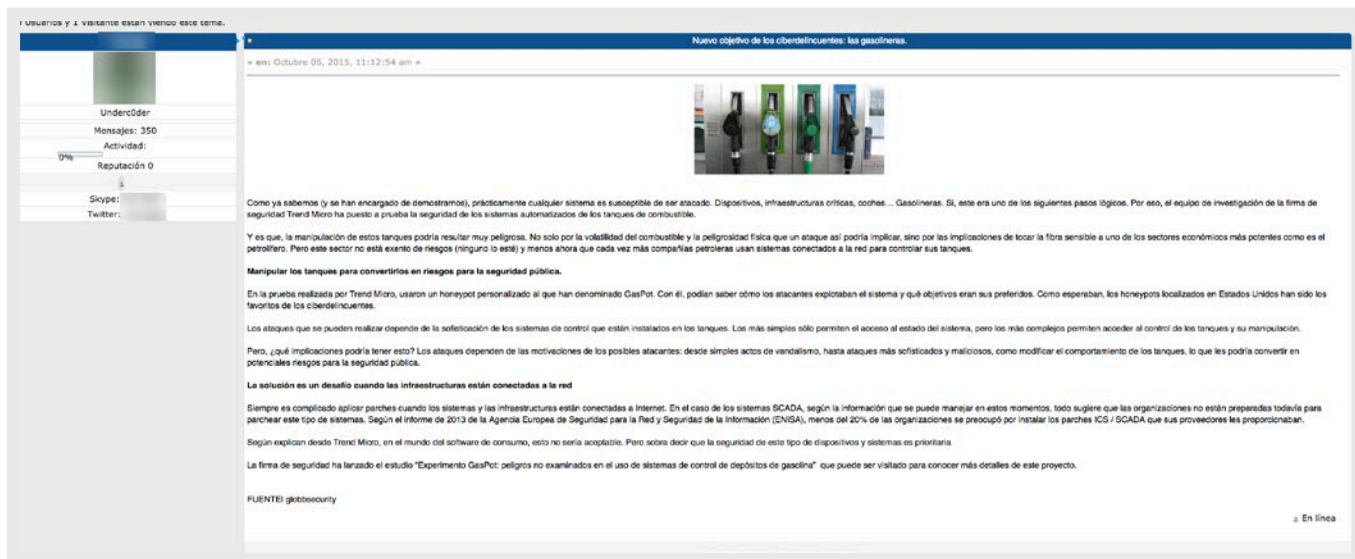 Usuarios y 1 Visitante están viendo este tema.
Nuevo objetivo de los ciberdelincuentes: las gasolineras.
« en: Octubre 05, 2015, 11:12:54 am »
Underc0der
Mensajes: 350
Actividad:
0%
Reputación 0
Skype:
Twitter:
Como ya sabemos (y se han encargado de demostrarnos), prácticamente cualquier sistema es susceptible de ser atacado. Dispositivos, infraestructuras críticas, coches… Gasolineras. Si, este era uno de los siguientes pasos lógicos. Por eso, el equipo de investigación de la firma de
seguridad Trend Micro ha puesto a prueba la seguridad de los sistemas automatizados de los tanques de combustible.
Y es que, la manipulación de estos tanques podría resultar muy peligrosa. No solo por la volatilidad del combustible y la peligrosidad física que un ataque así podría implicar, sino por las implicaciones de tocar la fibra sensible a uno de los sectores económicos más potentes como es el
petrolífero. Pero este sector no está exento de riesgos (ninguno lo esté) y menos ahora que cada vez más compañías petroleras usan sistemas conectados a la red para controlar sus tanques.
Manipular los tanques para convertirlos en riesgos para la seguridad pública.
En la prueba realizada por Trend Micro, usaron un honeypot personalizado al que han denominado GasPot. Con él, podían saber cómo los atacantes explotaban el sistema y qué objetivos eran sus preferidos. Como esperaban, los honeypots localizados en Estados Unidos han sido los
favoritos de los ciberdelincuentes.
Los ataques que se pueden realizar depende de la sofisticación de los sistemas de control que están instalados en los tanques. Los más simples sólo permiten el acceso al estado del sistema, pero los más complejos permiten acceder al control de los tanques y su manipulación.
Pero, ¿qué implicaciones podría tener esto? Los ataques dependen de las motivaciones de los posibles atacantes: desde simples actos de vandalismo, hasta ataques más sofisticados y maliciosos, como modificar el comportamiento de los tanques, lo que les podría convertir en
potenciales riesgos para la seguridad pública.
La solución es un desafío cuando las infraestructuras están conectadas a la red
Siempre es complicado aplicar parches cuando los sistemas y las infraestructuras están conectadas a Internet. En el caso de los sistemas SCADA, según la información que se puede manejar en estos momentos, todo sugiere que las organizaciones no están preparadas todavía para
parchear este tipo de sistemas. Según el informe de 2013 de la Agencia Europea de Seguridad para la Red y Seguridad de la Información (ENISA), menos del 20% de las organizaciones se preocupó por instalar los parches ICS / SCADA que sus proveedores les proporcionaban.
Según explican desde Trend Micro, en el mundo del software de consumo, esto no sería aceptable. Pero sobra decir que la seguridad de este tipo de dispositivos y sistemas es prioritaria.
La firma de seguridad ha lanzado el estudio "Experimento GasPot: peligros no examinados en el uso de sistemas de control de depósitos de gasolina" que puede ser visitado para conocer más detalles de este proyecto.
FUENTE| globbsecurity
En línea